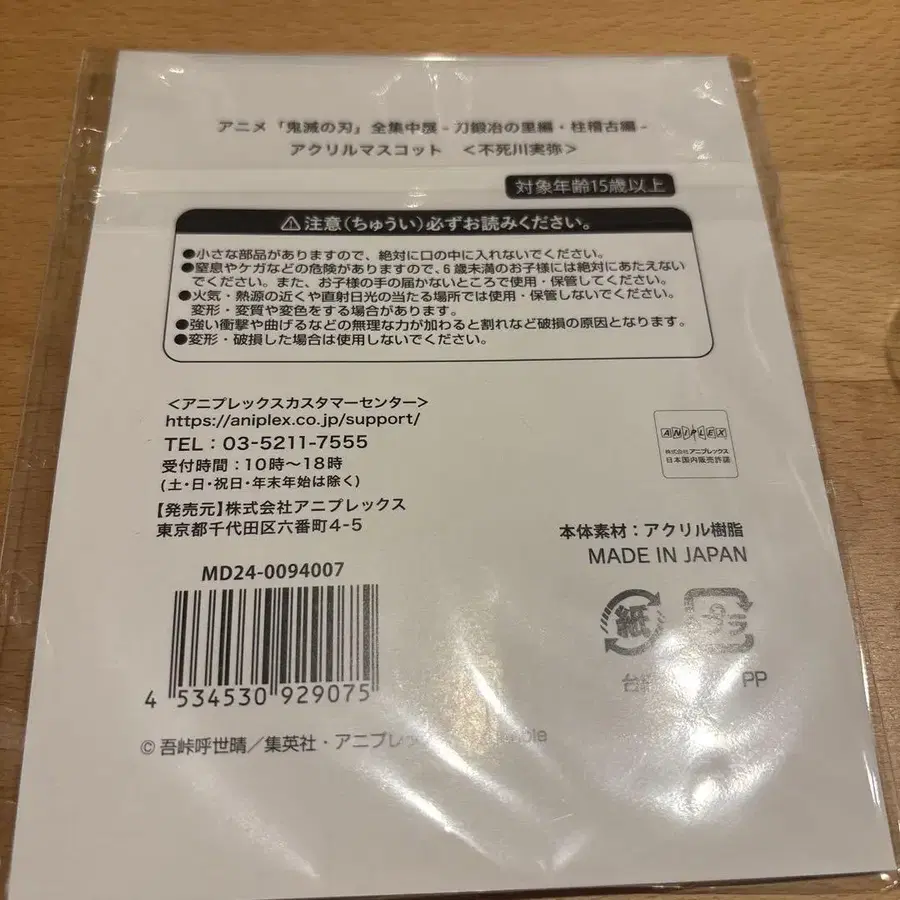 アニメ「鬼滅の刃」全集中展 - 刀鍛冶の里編・柱稽古編 -
アクリルマスコット <不死川実弥>
対象年齢15歳以上
⚠注意(ちゅうい)必ずお読みください。
●小さな部品がありますので、絶対に口の中に入れないでください。
●窒息やケガなどの危険がありますので、6歳未満のお子様には絶対にあたえない
でください。また、お子様の手の届かないところで使用・保管してください。
●火気・熱源の近くや直射日光の当たる場所では使用・保管しないでください。
変形・変質や変色をする場合があります。
●強い衝撃や曲げるなどの無理な力が加わると割れなど破損の原因となります。
●変形・破損した場合は使用しないでください。
<アニプレックスカスタマーセンター>
https://aniplex.co.jp/support/
TEL:03-5211-7555
受付時間:10時〜18時
(土・日・祝日・年末年始は除く)
【発売元】株式会社アニプレックス
東京都千代田区六番町4-5
ANIPLEX
株式会社アニプレックス
日本国内販売許諾
本体素材:アクリル樹脂
MADE IN JAPAN
MD24-0094007
4 534530 929075
紙
プラ
台 PP
©吾峠呼世晴/集英社・アニプレッ